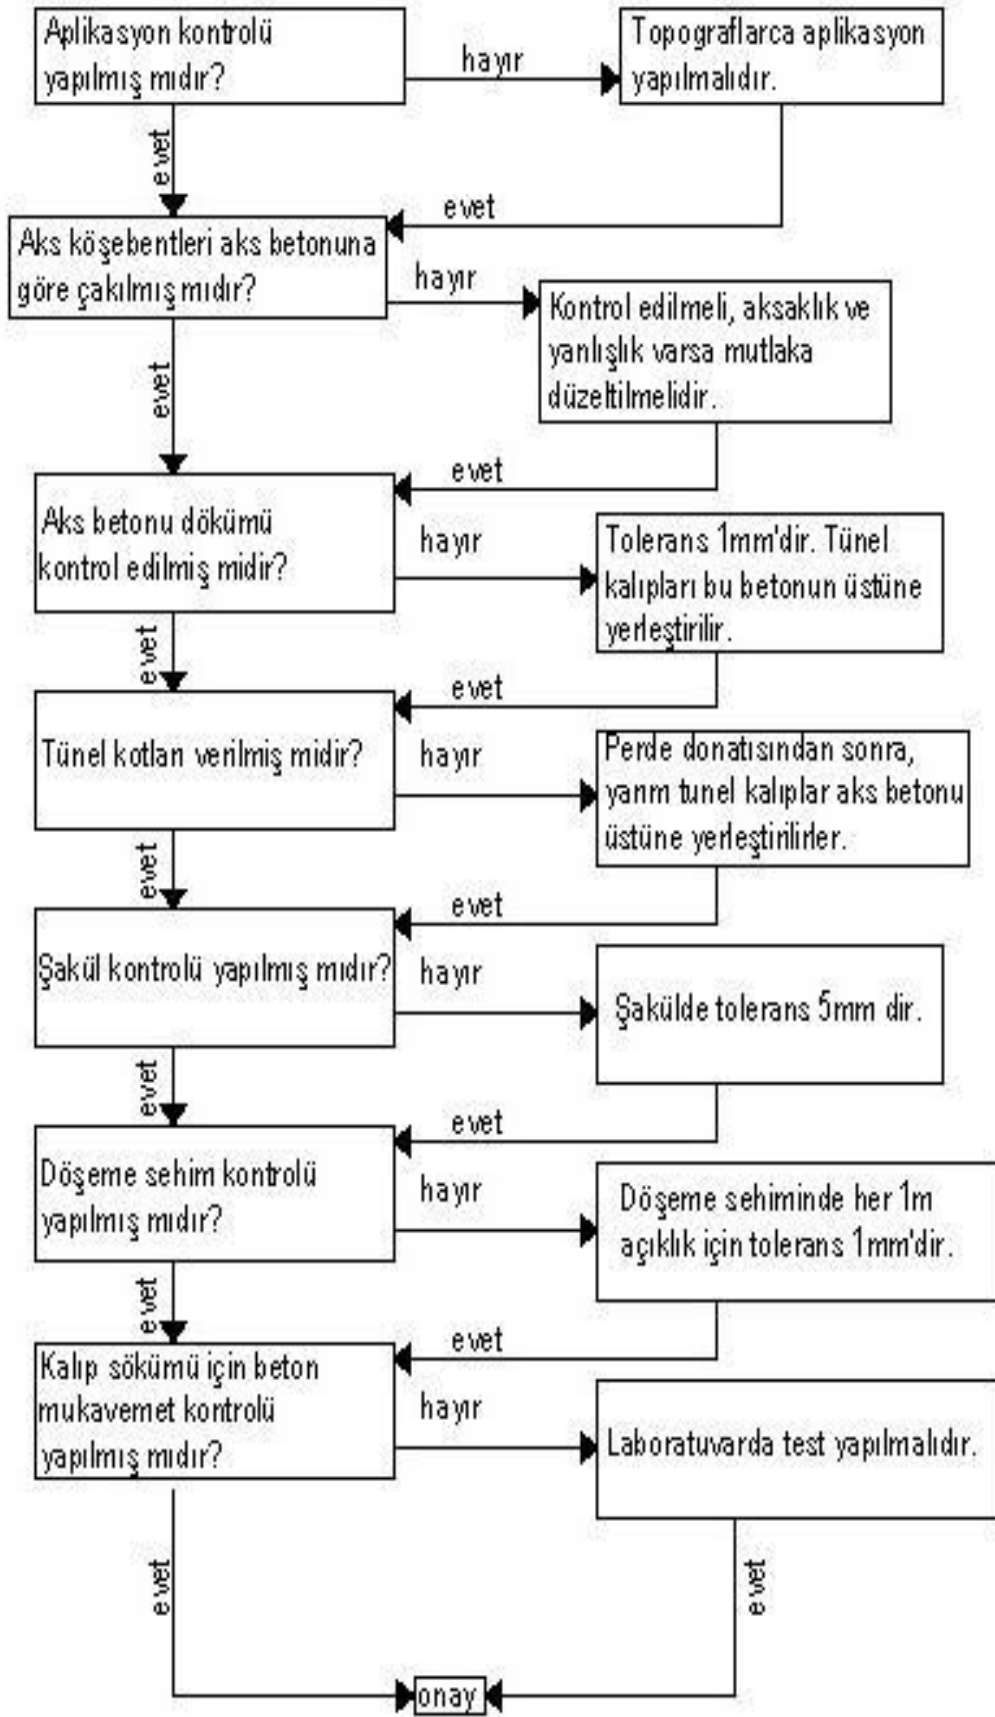 Aplikasyon kontrolü
yapılmış mıdır?
hayır
Topograflarca aplikasyon
yapılmalıdır.
evet
evet
Aks köşebentleri aks betonuna
göre çakılmış mıdır?
hayır
Kontrol edilmeli, aksaklık ve
yanlışlık varsa mutlaka
düzeltilmelidir.
evet
evet
Aks betonu dökümü
kontrol edilmiş midir?
hayır
Tolerans 1mm'dir. Tünel
kalıpları bu betonun üstüne
yerleştirilir.
evet
evet
Tünel kotları verilmiş midir?
hayır
Perde donatısından sonra,
yarım tunel kalıplar aks betonu
üstüne yerleştirilirler.
evet
evet
Şakül kontrolü yapılmış mıdır?
hayır
Şakülde tolerans 5mm dir.
evet
evet
Döşeme sehim kontrolü
yapılmış mıdır?
hayır
Döşeme sehiminde her 1m
açıklık için tolerans 1mm'dir.
evet
evet
Kalıp sökümü için beton
mukavemet kontrolü
yapılmış mıdır?
hayır
Laboratuvarda test yapılmalıdır.
evet
evet
onay